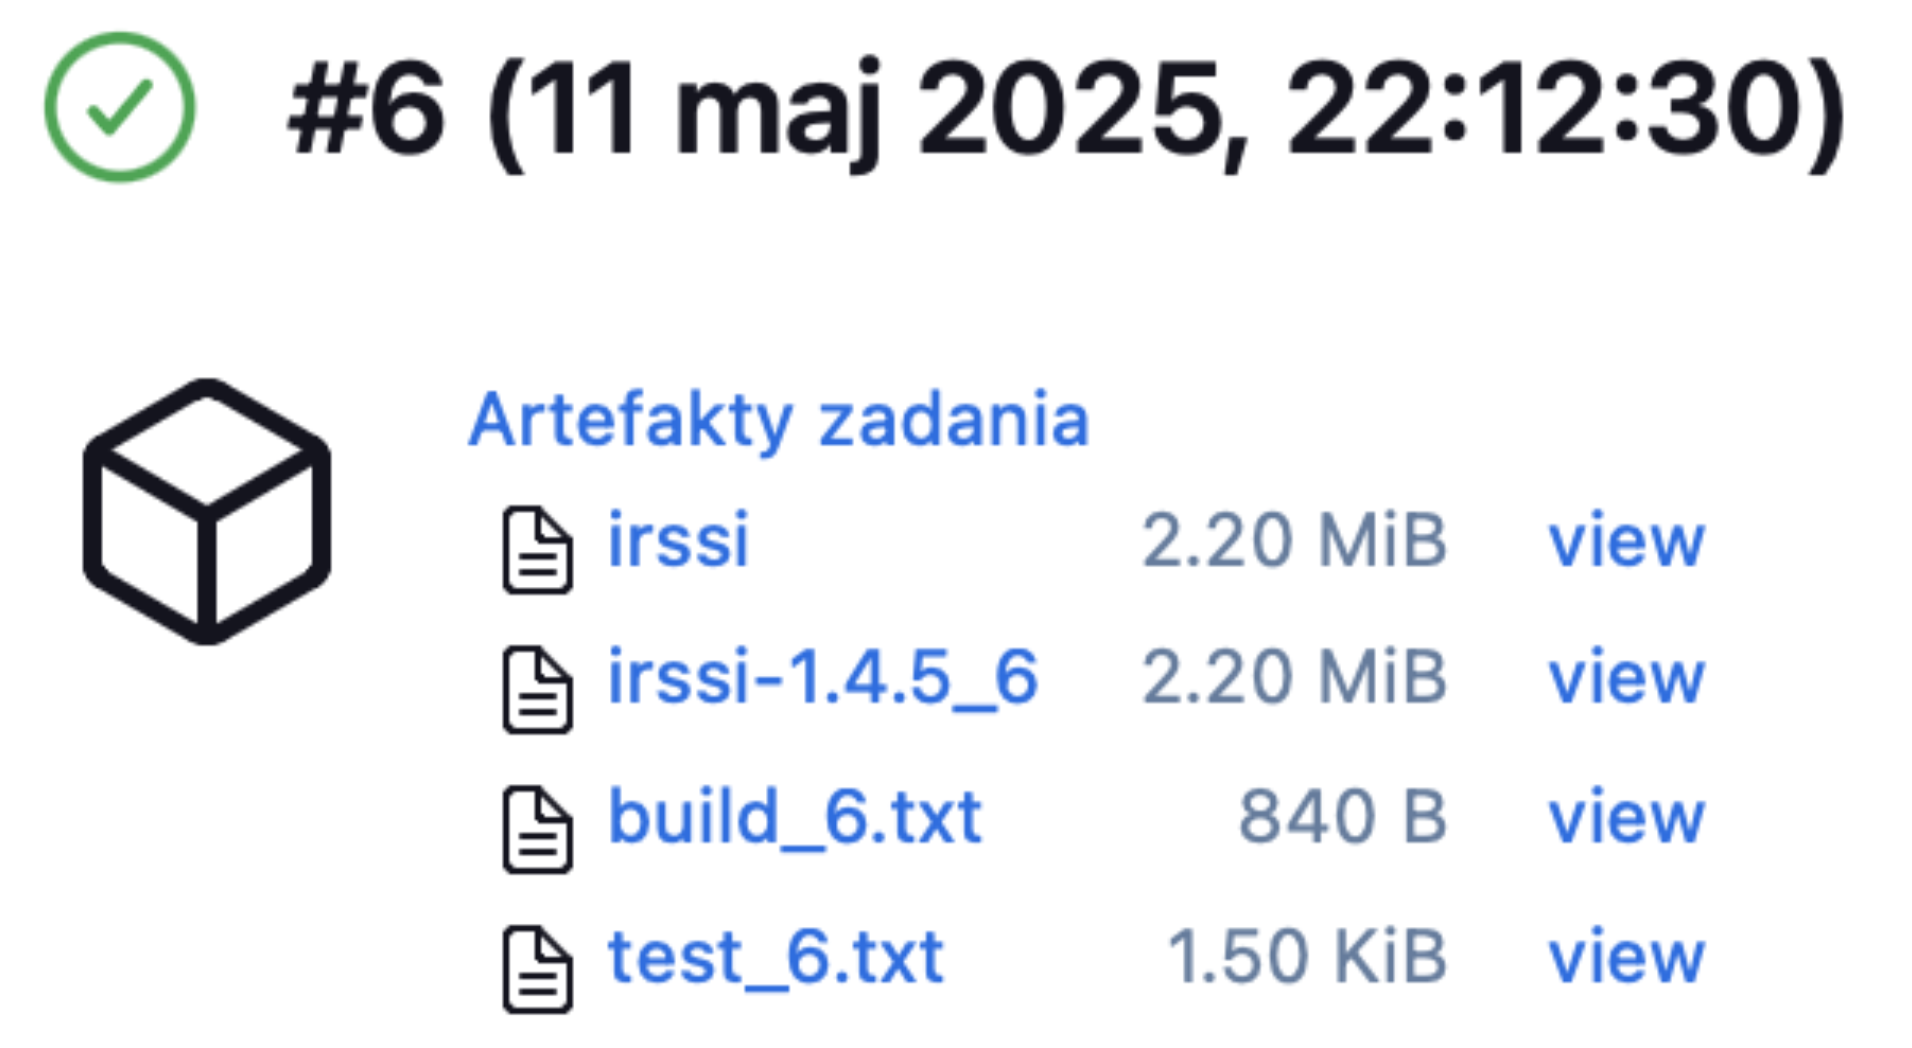 #6 (11 maj 2025, 22:12:30)
Artefakty zadania
irssi 2.20 MiB view
irssi-1.4.5_6 2.20 MiB view
build_6.txt 840 B view
test_6.txt 1.50 KiB view